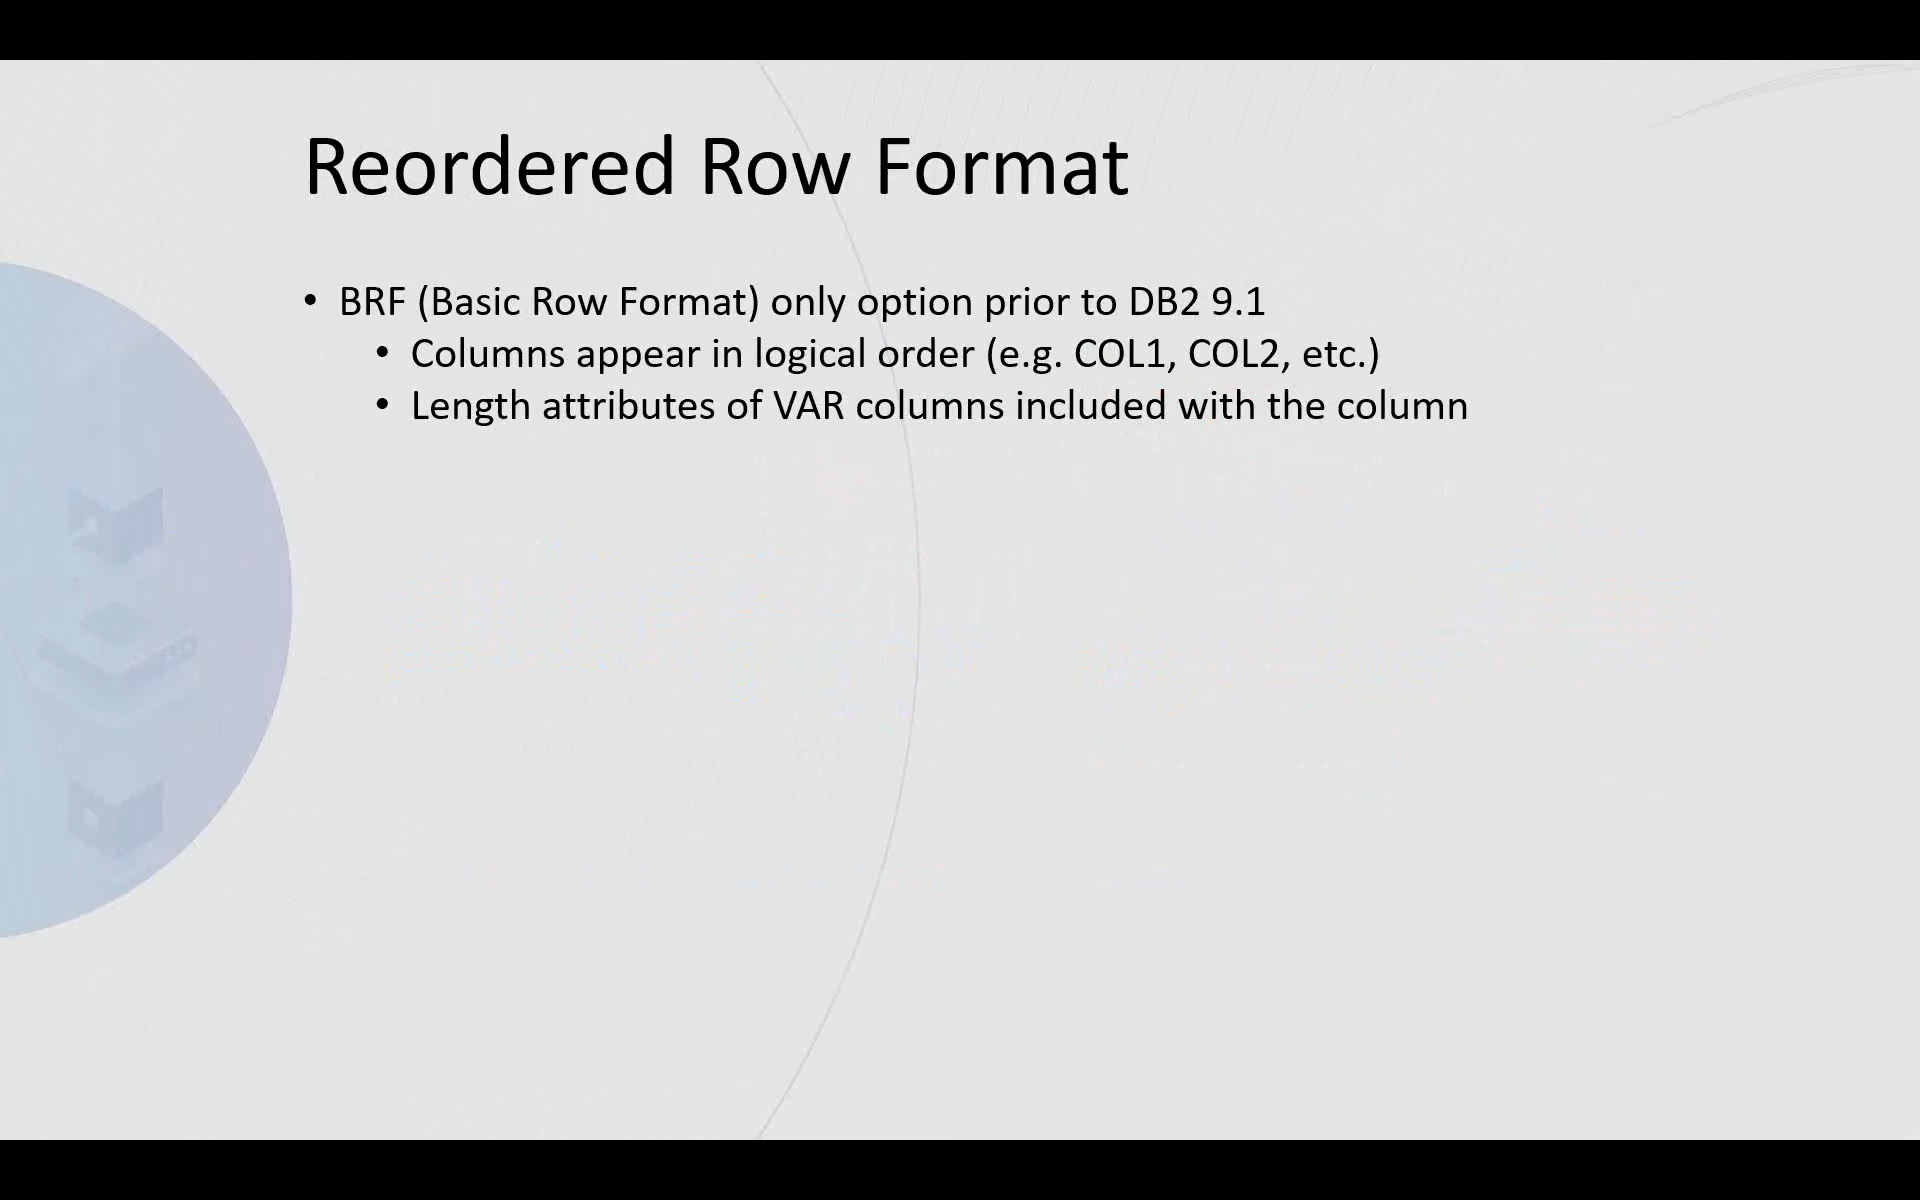 Reordered Row Format
• BRF (Basic Row Format) only option prior to DB2 9.1
• Columns appear in logical order (e.g. COL1, COL2, etc.)
• Length attributes of VAR columns included with the column